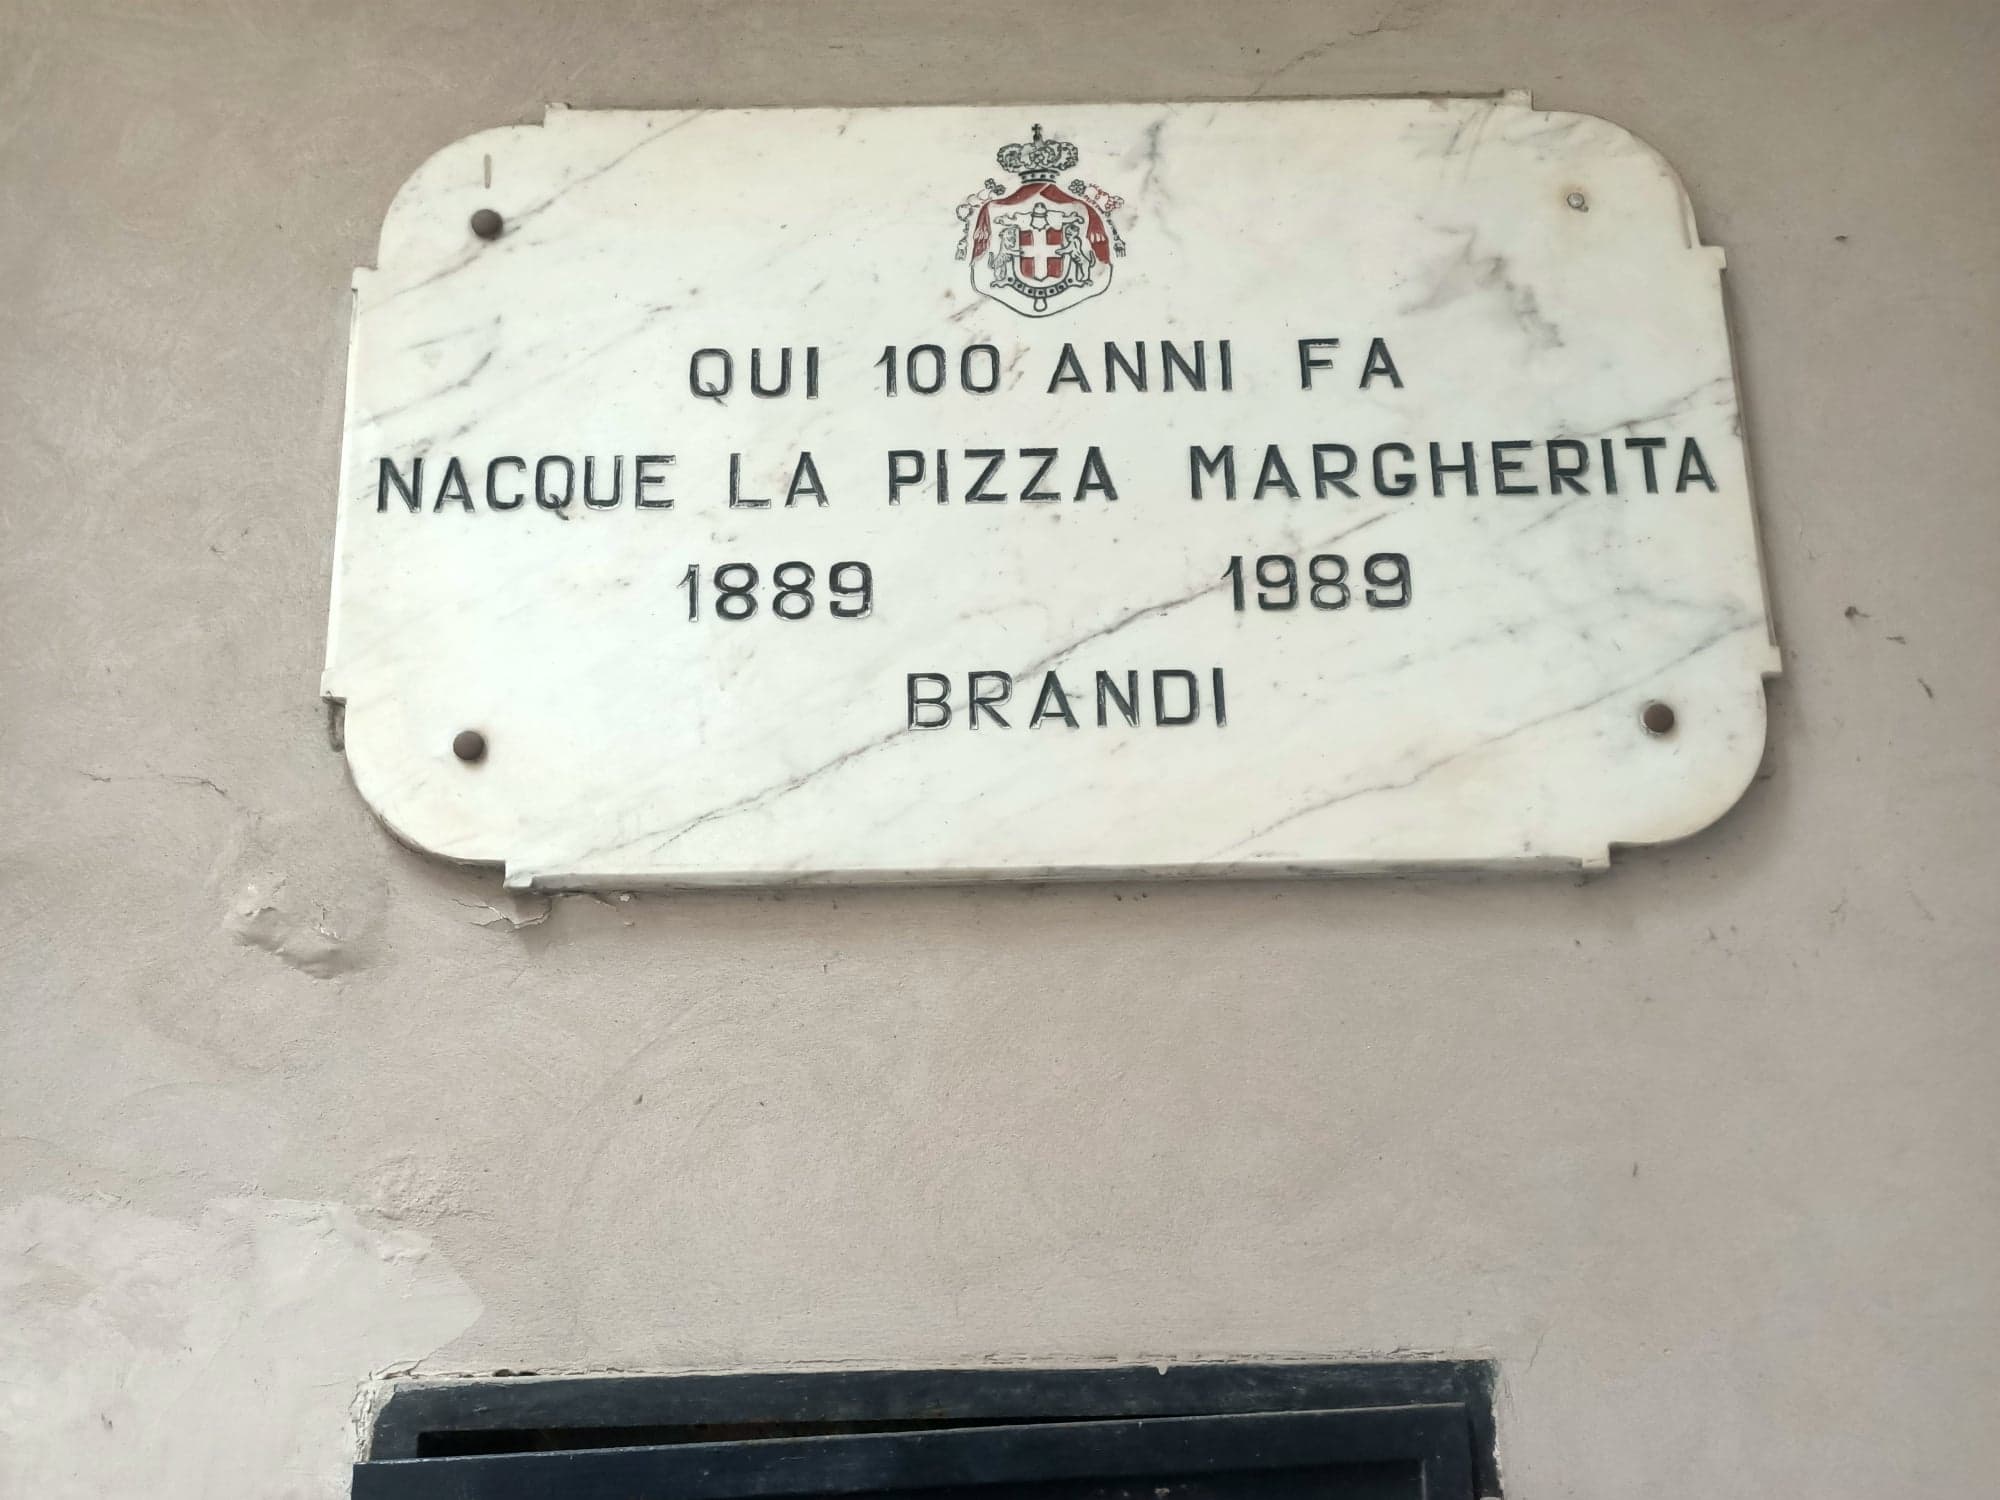 QUI 100 ANNI FA
NACQUE LA PIZZA MARGHERITA
1889 1989
BRANDI